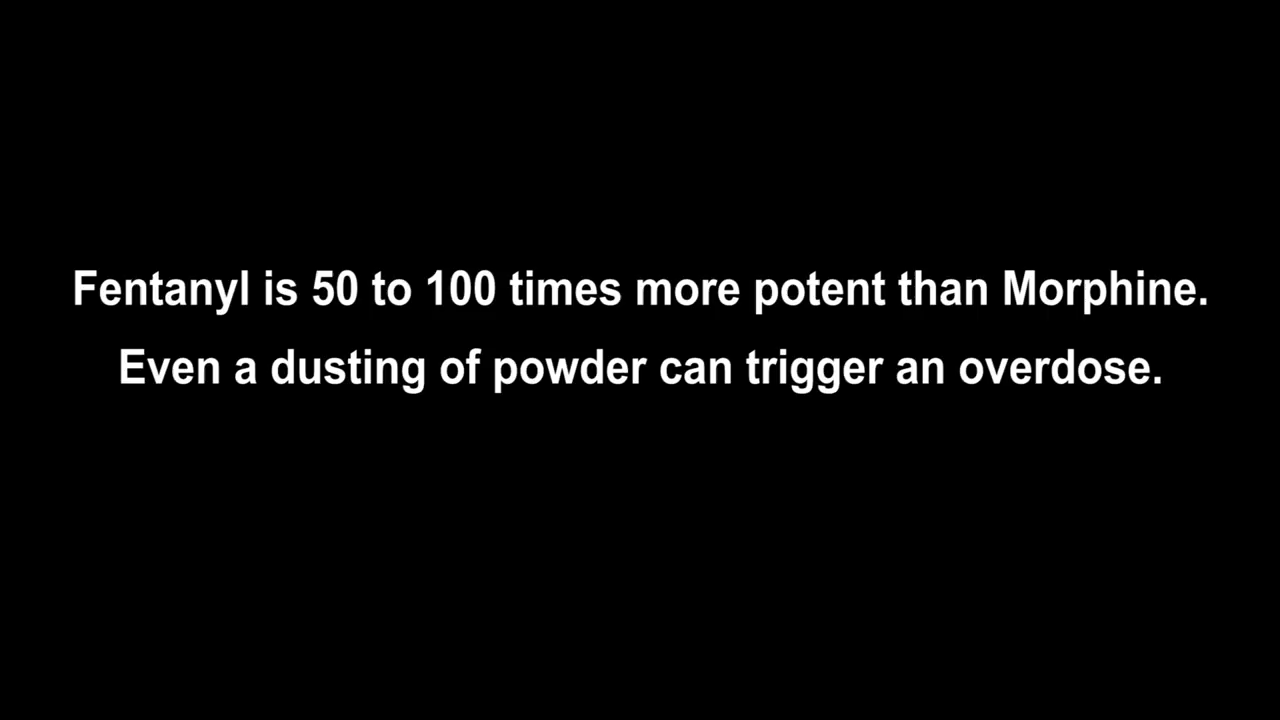 Fentanyl is 50 to 100 times more potent than Morphine.
Even a dusting of powder can trigger an overdose.